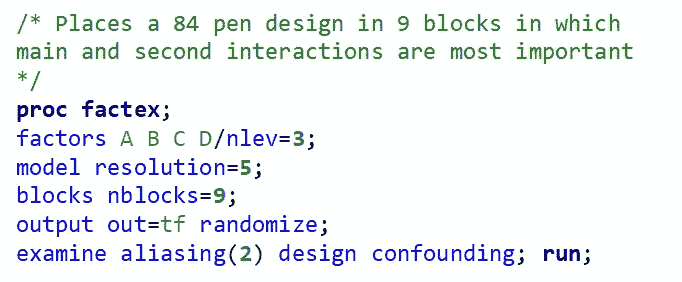 /* Places a 84 pen design in 9 blocks in which
main and second interactions are most important
*/
proc factex;
factors A B C D/nlev=3;
model resolution=5;
blocks nblocks=9;
output out=tf randomize;
examine aliasing(2) design confounding; run;